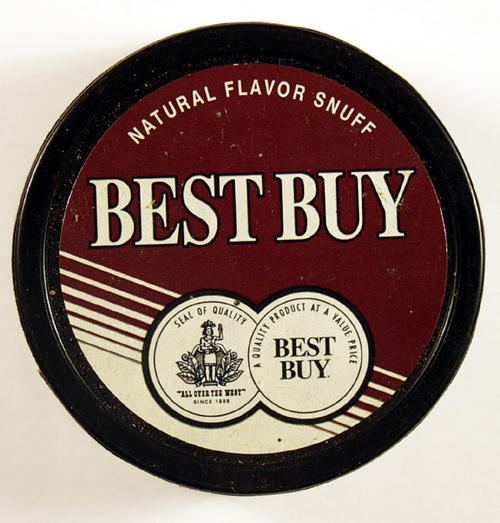 NATURAL FLAVOR SNUFF
BEST BUY
SEAL OF QUALITY
"ALL OVER THE WEST"
SINCE 1888
A QUALITY PRODUCT AT A VALUE PRICE
BEST
BUY